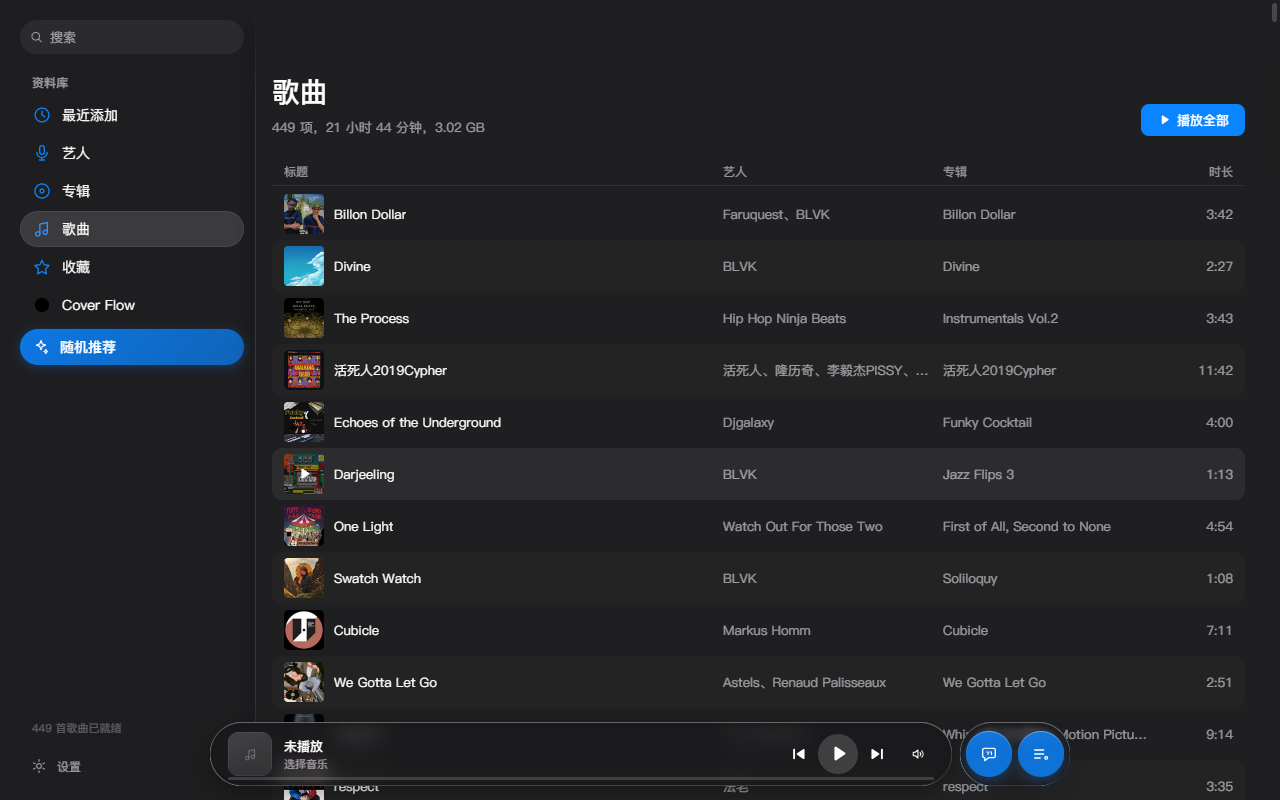 搜索
资料库
最近添加
艺人
专辑
歌曲
收藏
Cover Flow
随机推荐
449 首歌曲已就绪
设置
歌曲
449 项，21 小时 44 分钟，3.02 GB
播放全部
标题 艺人 专辑 时长
Billon Dollar Faruquest、BLVK Billon Dollar 3:42
Divine BLVK Divine 2:27
The Process Hip Hop Ninja Beats Instrumentals Vol.2 3:43
活死人2019Cypher 活死人、隆历奇、李毅杰PISSY、... 活死人2019Cypher 11:42
Echoes of the Underground Djgalaxy Funky Cocktail 4:00
Darjeeling BLVK Jazz Flips 3 1:13
One Light Watch Out For Those Two First of All, Second to None 4:54
Swatch Watch BLVK Soliloquy 1:08
Cubicle Markus Homm Cubicle 7:11
We Gotta Let Go Astels、Renaud Palisseaux We Gotta Let Go 2:51
Motion Pictu... 9:14
respect 法老 respect 3:35
未播放
选择音乐